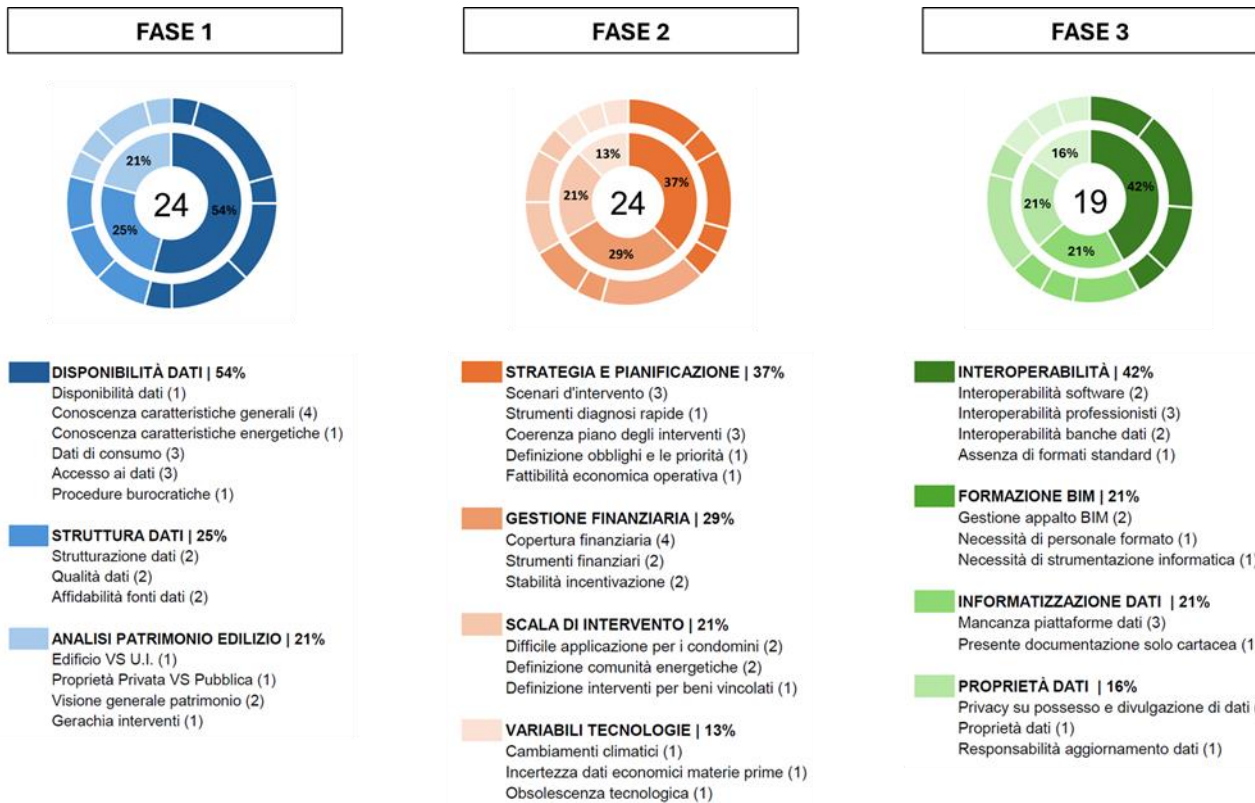 FASE 1
21%
24
54%
25%
DISPONIBILITÀ DATI | 54%
Disponibilità dati (1)
Conoscenza caratteristiche generali (4)
Conoscenza caratteristiche energetiche (1)
Dati di consumo (3)
Accesso ai dati (3)
Procedure burocratiche (1)
STRUTTURA DATI | 25%
Strutturazione dati (2)
Qualità dati (2)
Affidabilità fonti dati (2)
ANALISI PATRIMONIO EDILIZIO | 21%
Edificio VS U.I. (1)
Proprietà Privata VS Pubblica (1)
Visione generale patrimonio (2)
Gerachia interventi (1)
FASE 2
13%
37%
21%
24
29%
STRATEGIA E PIANIFICAZIONE | 37%
Scenari d'intervento (3)
Strumenti diagnosi rapide (1)
Coerenza piano degli interventi (3)
Definizione obblighi e le priorità (1)
Fattibilità economica operativa (1)
GESTIONE FINANZIARIA | 29%
Copertura finanziaria (4)
Strumenti finanziari (2)
Stabilità incentivazione (2)
SCALA DI INTERVENTO | 21%
Difficile applicazione per i condomini (2)
Definizione comunità energetiche (2)
Definizione interventi per beni vincolati (1)
VARIABILI TECNOLOGIE | 13%
Cambiamenti climatici (1)
Incertezza dati economici materie prime (1)
Obsolescenza tecnologica (1)
FASE 3
16%
42%
21%
19
21%
INTEROPERABILITÀ | 42%
Interoperabilità software (2)
Interoperabilità professionisti (3)
Interoperabilità banche dati (2)
Assenza di formati standard (1)
FORMAZIONE BIM | 21%
Gestione appalto BIM (2)
Necessità di personale formato (1)
Necessità di strumentazione informatica (1)
INFORMATIZZAZIONE DATI | 21%
Mancanza piattaforme dati (3)
Presente documentazione solo cartacea (1
PROPRIETÀ DATI | 16%
Privacy su possesso e divulgazione di dati
Proprietà dati (1)
Responsabilità aggiornamento dati (1)